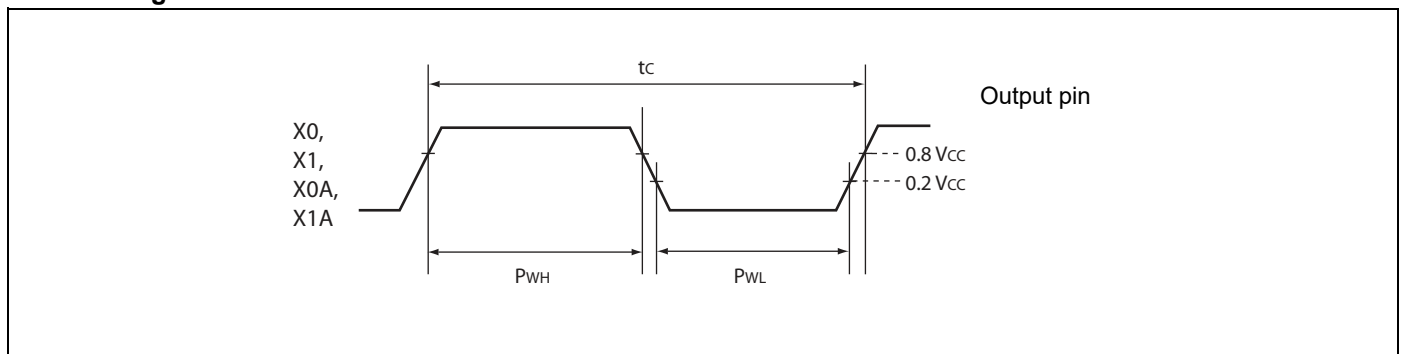 tC
Output pin
X0,
X1,
X0A,
X1A
0.8 VCC
0.2 VCC
PWH
PWL